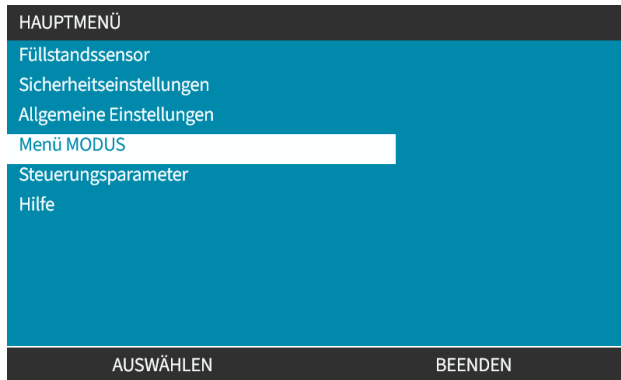 HAUPTMENÜ
Füllstandssensor
Sicherheitseinstellungen
Allgemeine Einstellungen
Menü MODUS
Steuerungsparameter
Hilfe
AUSWÄHLEN BEENDEN